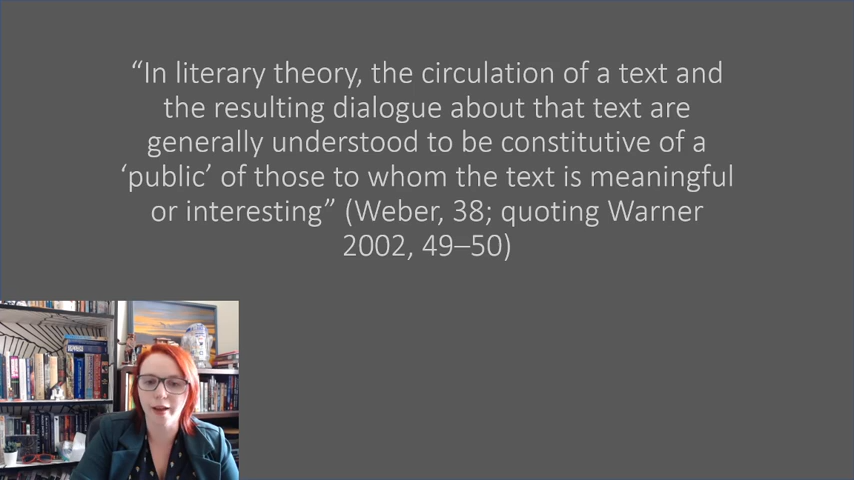 “In literary theory, the circulation of a text and
the resulting dialogue about that text are
generally understood to be constitutive of a
‘public’ of those to whom the text is meaningful
or interesting” (Weber, 38; quoting Warner
2002, 49–50)